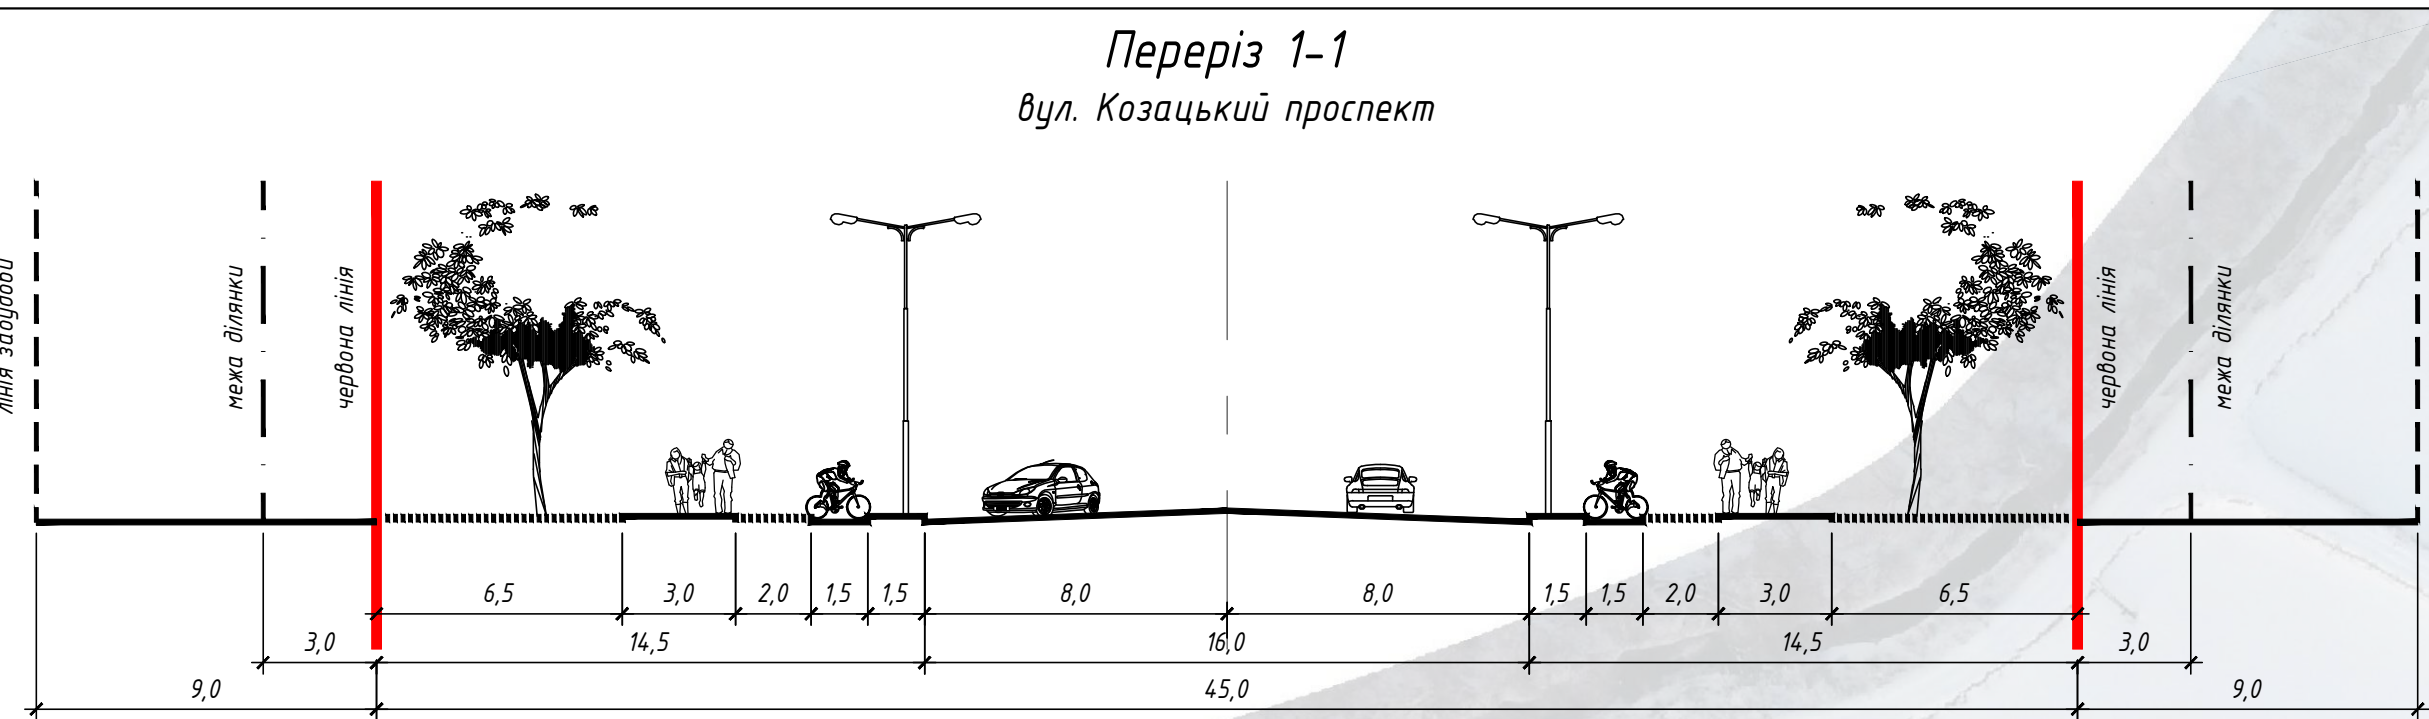 Переріз 1-1
вул. Козацький проспект
лінія забудови
межа ділянки
червона лінія
червона лінія
межа ділянки
6,5 3,0 2,0 1,5 1,5 8,0 8,0 1,5 1,5 2,0 3,0 6,5
3,0 14,5 16,0 14,5 3,0
9,0 45,0 9,0